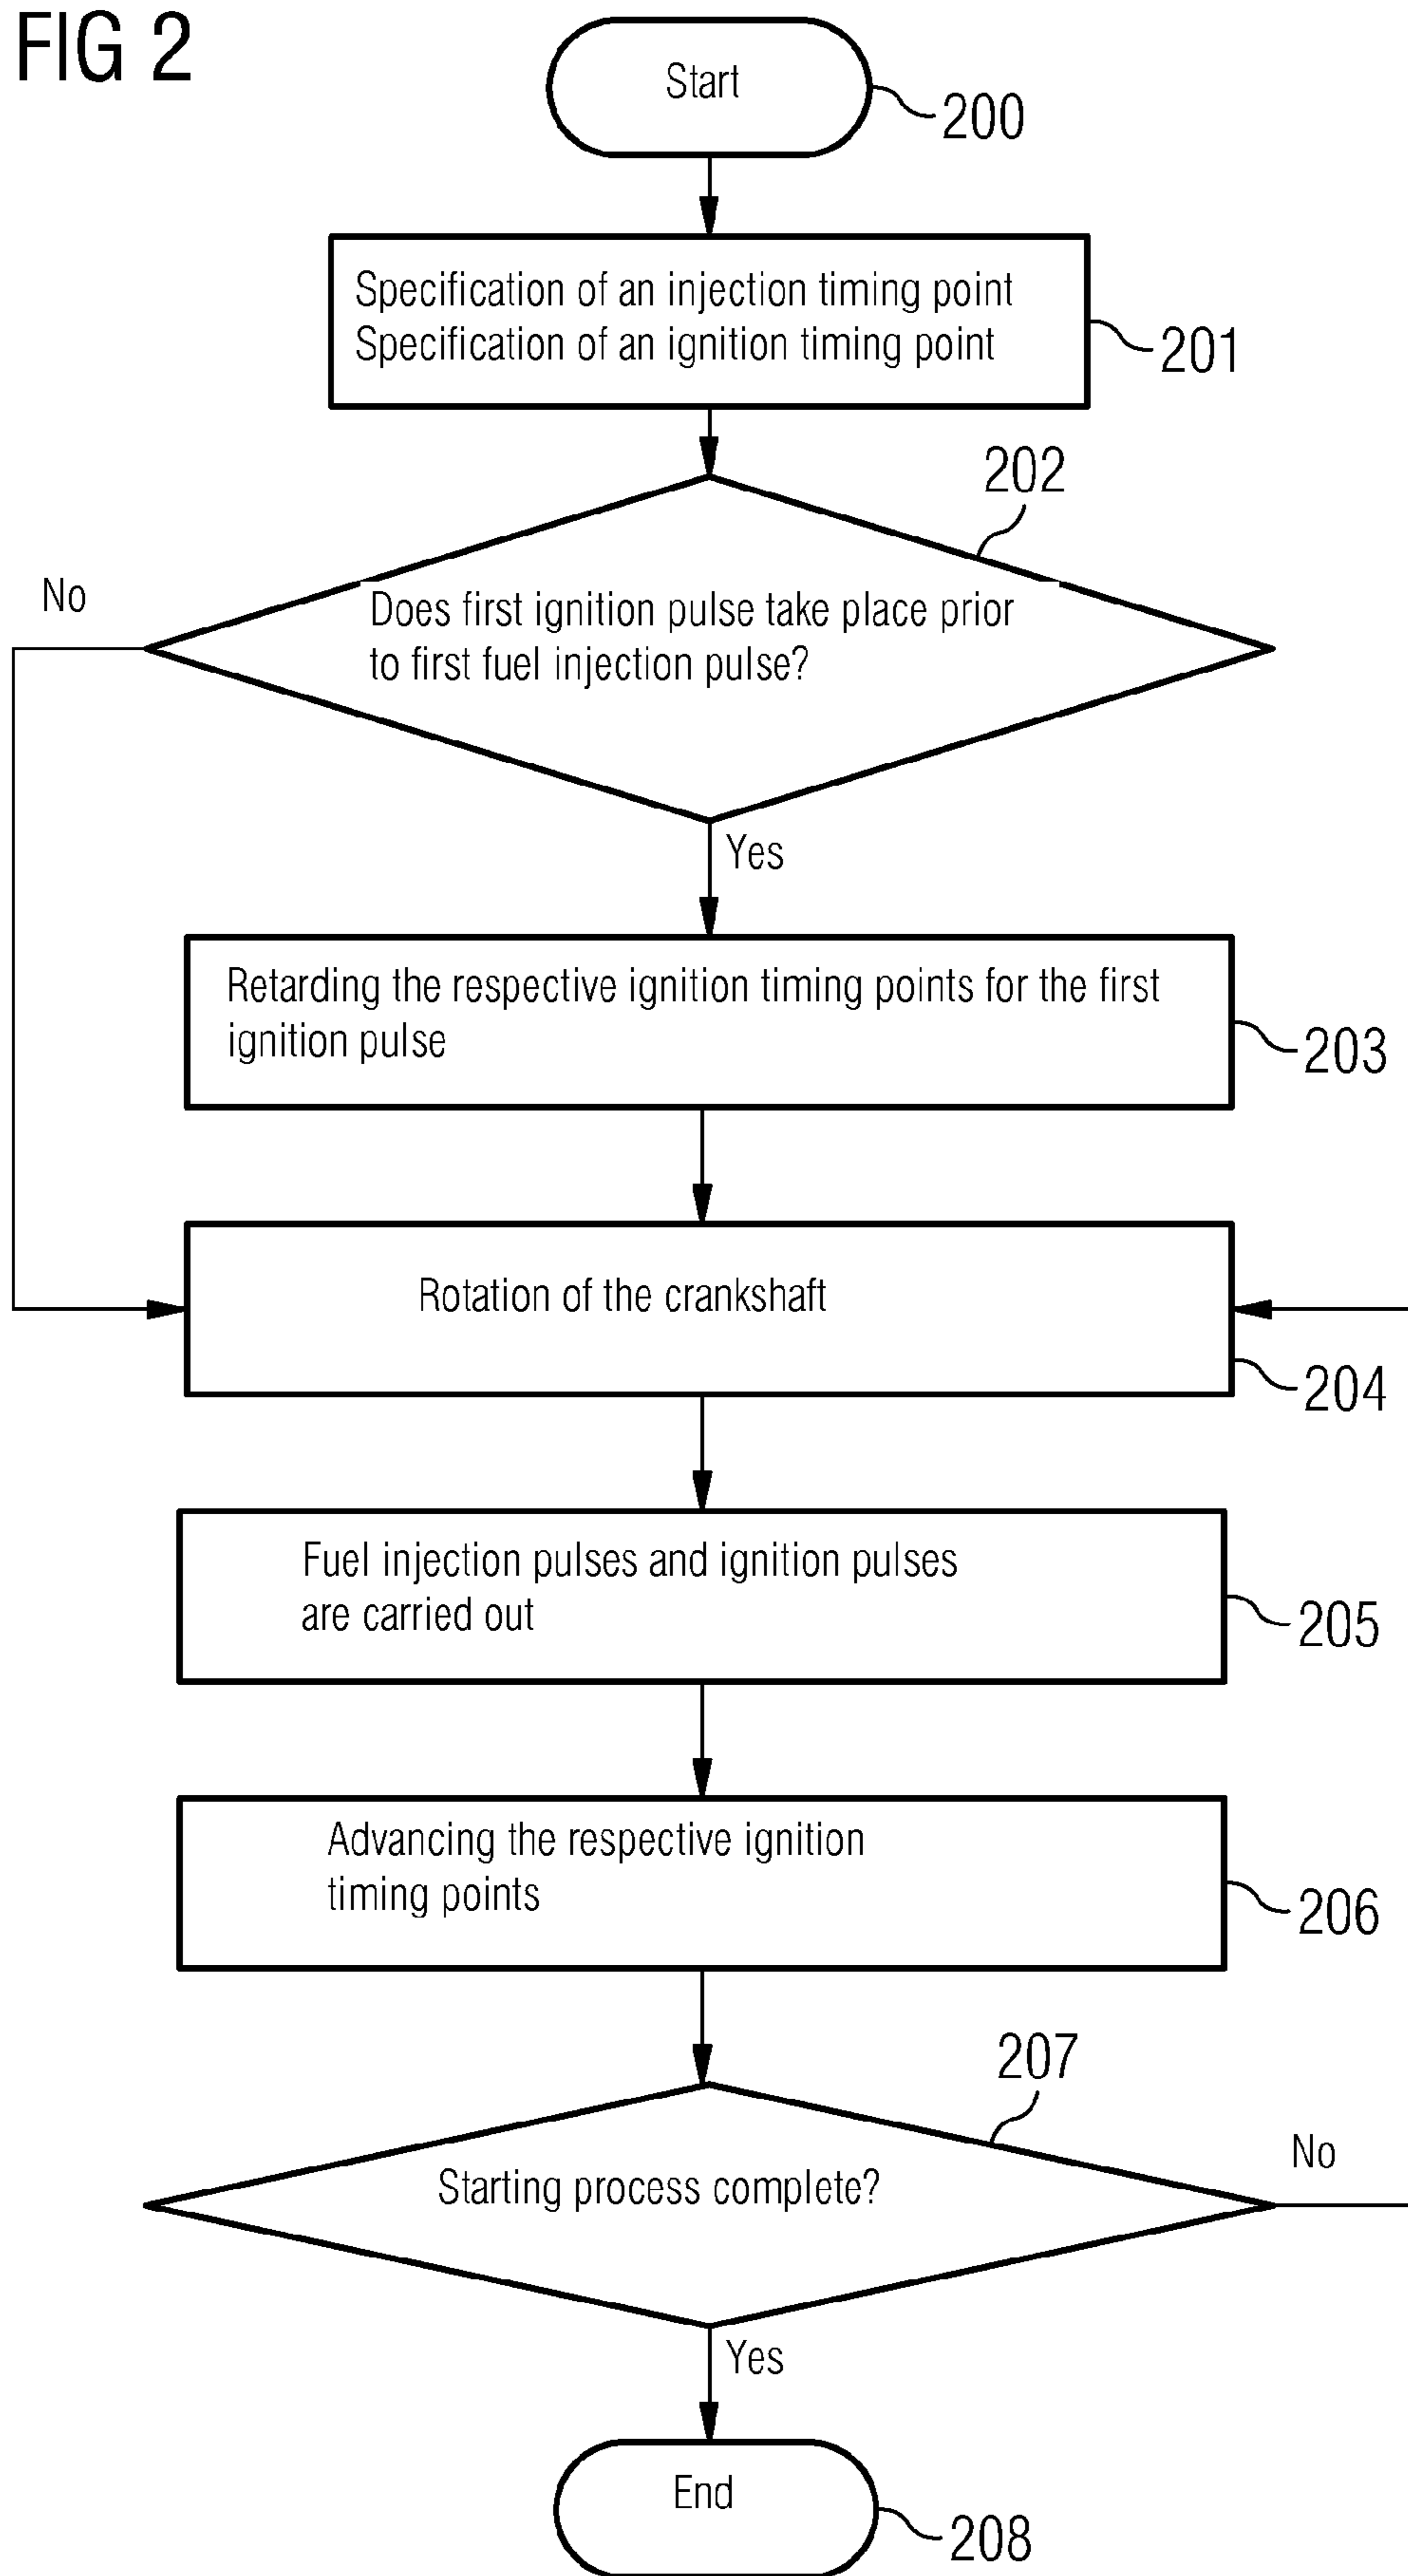 FIG 2
Start
200
Specification of an injection timing point
Specification of an ignition timing point
201
202
No
Does first ignition pulse take place prior
to first fuel injection pulse?
Yes
Retarding the respective ignition timing points for the first
ignition pulse
203
Rotation of the crankshaft
204
Fuel injection pulses and ignition pulses
are carried out
205
Advancing the respective ignition
timing points
206
207
No
Starting process complete?
Yes
End
208